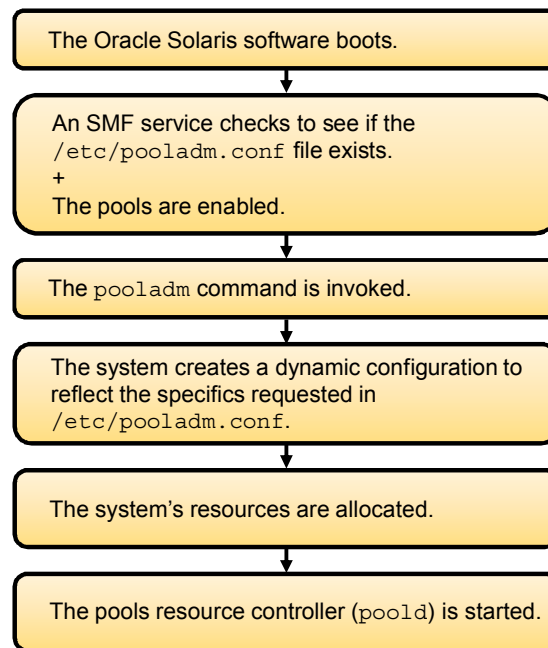 The Oracle Solaris software boots.
An SMF service checks to see if the
/etc/pooladm.conf file exists.
+
The pools are enabled.
The pooladm command is invoked.
The system creates a dynamic configuration to
reflect the specifics requested in
/etc/pooladm.conf.
The system's resources are allocated.
The pools resource controller (poold) is started.